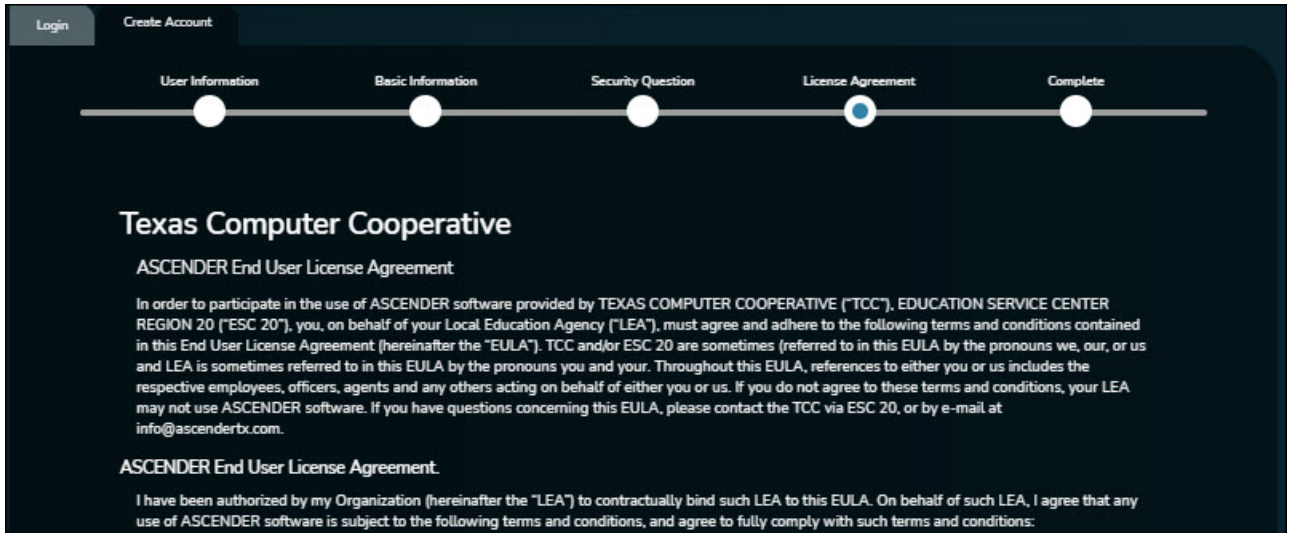 Login
Create Account
User Information
Basic Information
Security Question
License Agreement
Complete
Texas Computer Cooperative
ASCENDER End User License Agreement
In order to participate in the use of ASCENDER software provided by TEXAS COMPUTER COOPERATIVE ("TCC"), EDUCATION SERVICE CENTER
REGION 20 ("ESC 20"), you, on behalf of your Local Education Agency ("LEA"), must agree and adhere to the following terms and conditions contained
in this End User License Agreement (hereinafter the "EULA"). TCC and/or ESC 20 are sometimes (referred to in this EULA by the pronouns we, our, or us
and LEA is sometimes referred to in this EULA by the pronouns you and your. Throughout this EULA, references to either you or us includes the
respective employees, officers, agents and any others acting on behalf of either you or us. If you do not agree to these terms and conditions, your LEA
may not use ASCENDER software. If you have questions concerning this EULA, please contact the TCC via ESC 20, or by e-mail at
info@ascendertx.com.
ASCENDER End User License Agreement.
I have been authorized by my Organization (hereinafter the "LEA") to contractually bind such LEA to this EULA. On behalf of such LEA, I agree that any
use of ASCENDER software is subject to the following terms and conditions, and agree to fully comply with such terms and conditions: